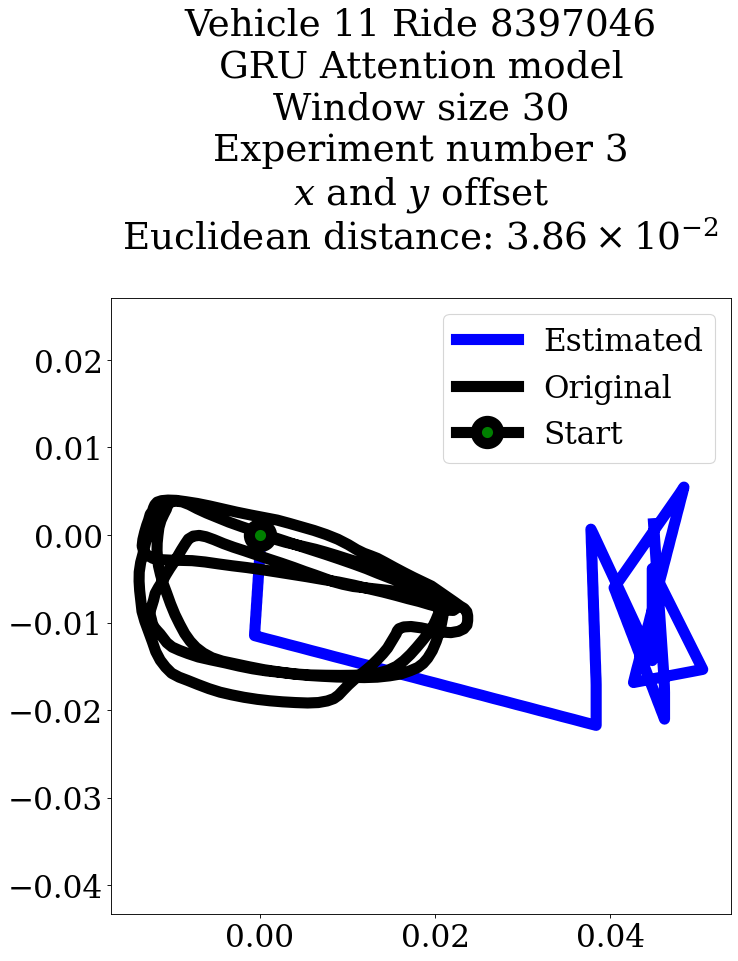 Vehicle 11 Ride 8397046
GRU Attention model
Window size 30
Experiment number 3
x and y offset
Euclidean distance: 3.86 × 10⁻²
Estimated
Original
Start
0.02
0.01
0.00
−0.01
−0.02
−0.03
−0.04
0.00 0.02 0.04